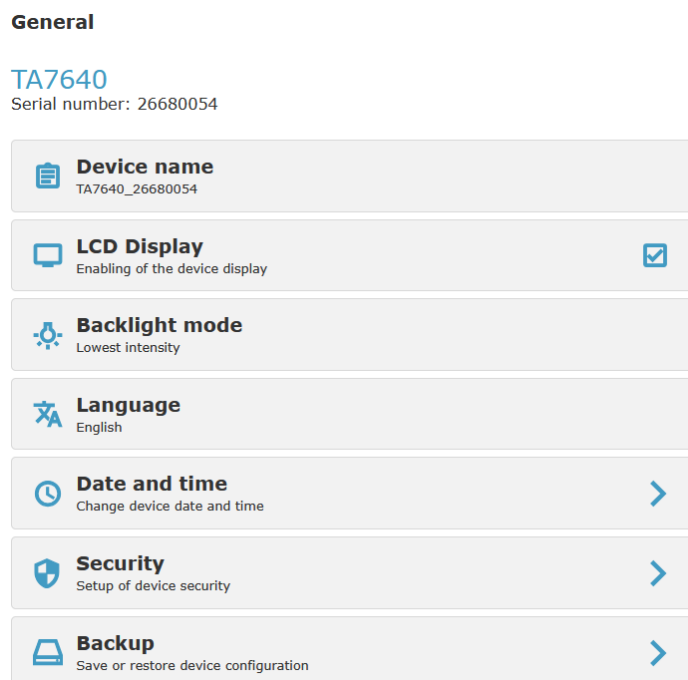 General
TA7640
Serial number: 26680054
Device name
TA7640_26680054
LCD Display
Enabling of the device display
Backlight mode
Lowest intensity
Language
English
Date and time
Change device date and time
Security
Setup of device security
Backup
Save or restore device configuration